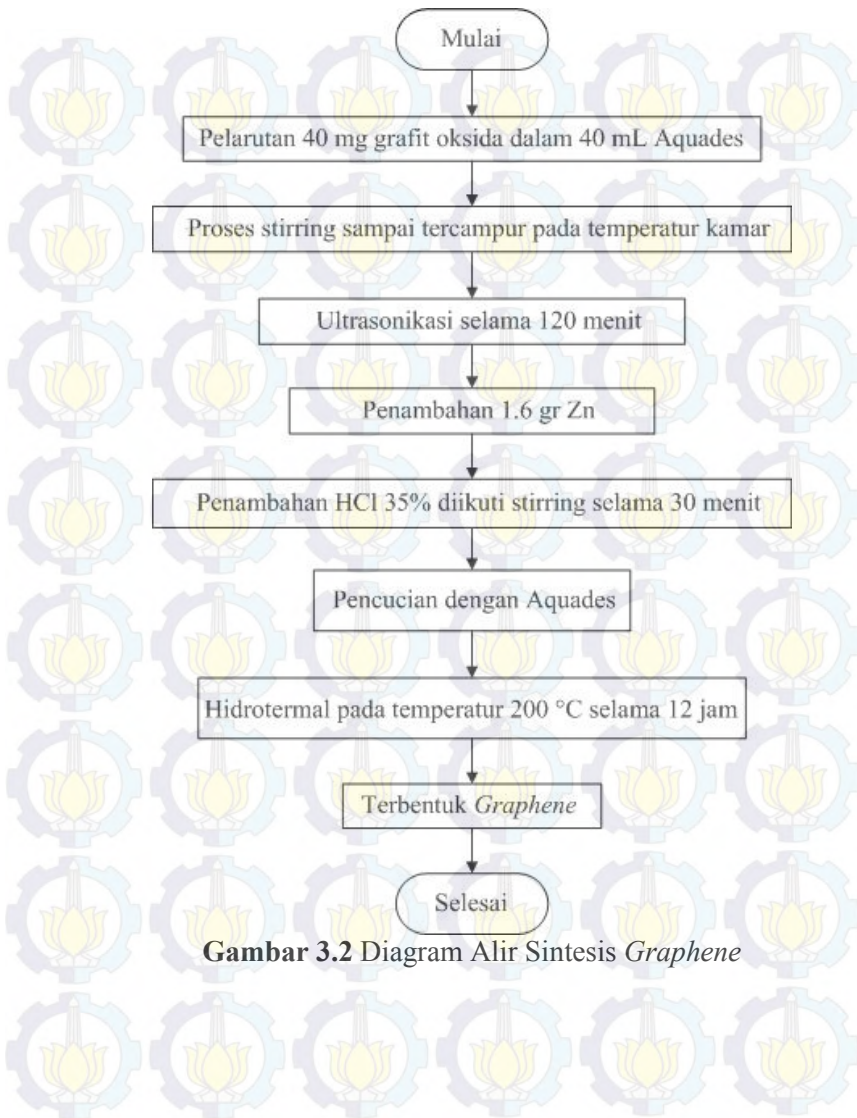 Mulai
Pelarutan 40 mg grafit oksida dalam 40 mL Aquades
Proses stirring sampai tercampur pada temperatur kamar
Ultrasonikasi selama 120 menit
Penambahan 1.6 gr Zn
Penambahan HCl 35% diikuti stirring selama 30 menit
Pencucian dengan Aquades
Hidrotermal pada temperatur 200 °C selama 12 jam
Terbentuk Graphene
Selesai
Gambar 3.2 Diagram Alir Sintesis Graphene